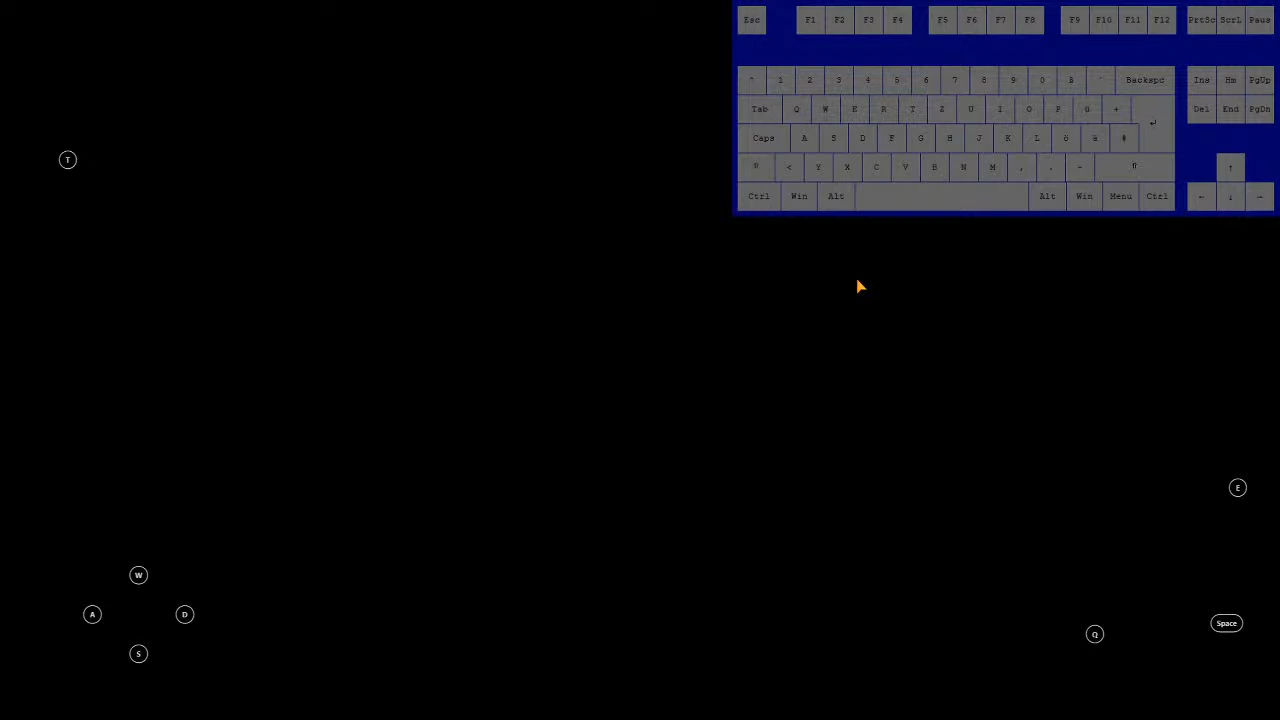 Esc F1 F2 F3 F4 F5 F6 F7 F8 F9 F10 F11 F12 PrtSc ScrL Paus
^ 1 2 3 4 5 6 7 8 9 0 ß ´ Backspc Ins Hm PgUp
Tab Q W E R T Z U I O P ü + ↵ Del End PgDn
Caps A S D F G H J K L ö ä #
⇑ < Y X C V B N M , . - ⇑ ↑
Ctrl Win Alt Alt Win Menu Ctrl ← ↓ →
T
E
W
A D
Space
Q
S